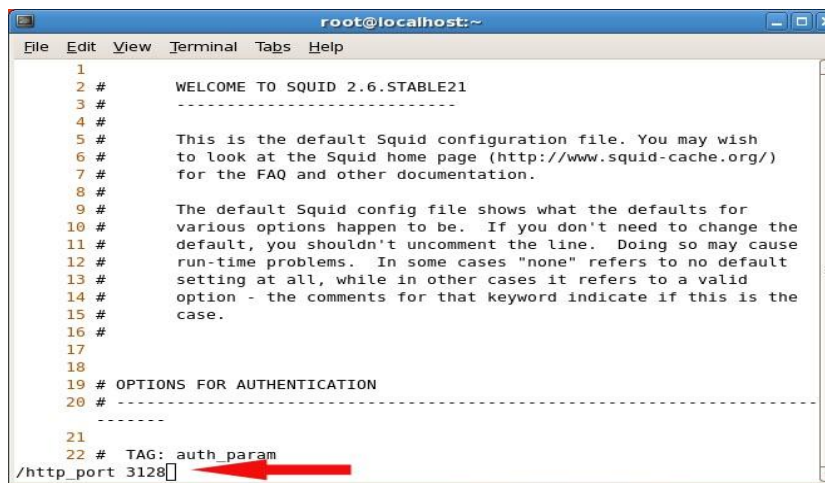 root@localhost:~
File Edit View Terminal Tabs Help
1
2 # WELCOME TO SQUID 2.6.STABLE21
3 # ----------------------------
4 #
5 # This is the default Squid configuration file. You may wish
6 # to look at the Squid home page (http://www.squid-cache.org/)
7 # for the FAQ and other documentation.
8 #
9 # The default Squid config file shows what the defaults for
10 # various options happen to be. If you don't need to change the
11 # default, you shouldn't uncomment the line. Doing so may cause
12 # run-time problems. In some cases "none" refers to no default
13 # setting at all, while in other cases it refers to a valid
14 # option - the comments for that keyword indicate if this is the
15 # case.
16 #
17
18
19 # OPTIONS FOR AUTHENTICATION
20 # ----------------------------------------------------------------------
-------
21
22 # TAG: auth_param
/http_port 3128